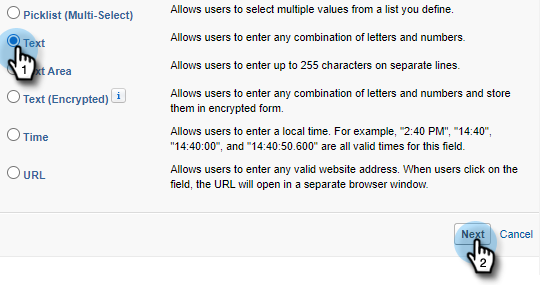 Picklist (Multi-Select)
Allows users to select multiple values from a list you define.
Text
Allows users to enter any combination of letters and numbers.
1
xt Area
Allows users to enter up to 255 characters on separate lines.
Text (Encrypted) i
Allows users to enter any combination of letters and numbers and store
them in encrypted form.
Time
Allows users to enter a local time. For example, "2:40 PM", "14:40",
"14:40:00", and "14:40:50.600" are all valid times for this field.
URL
Allows users to enter any valid website address. When users click on the
field, the URL will open in a separate browser window.
Next Cancel
2